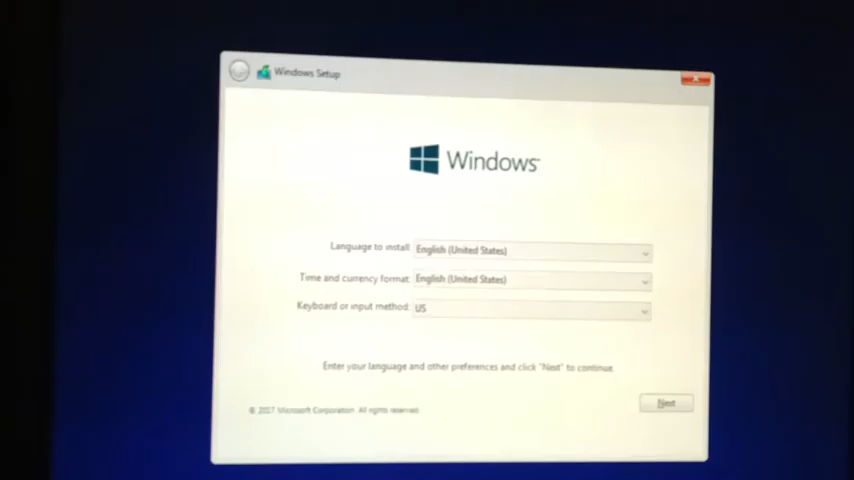 Windows Setup
Windows
Language to install: English (United States)
Time and currency format: English (United States)
Keyboard or input method: US
Enter your language and other preferences and click "Next" to continue.
© 2017 Microsoft Corporation. All rights reserved.
Next